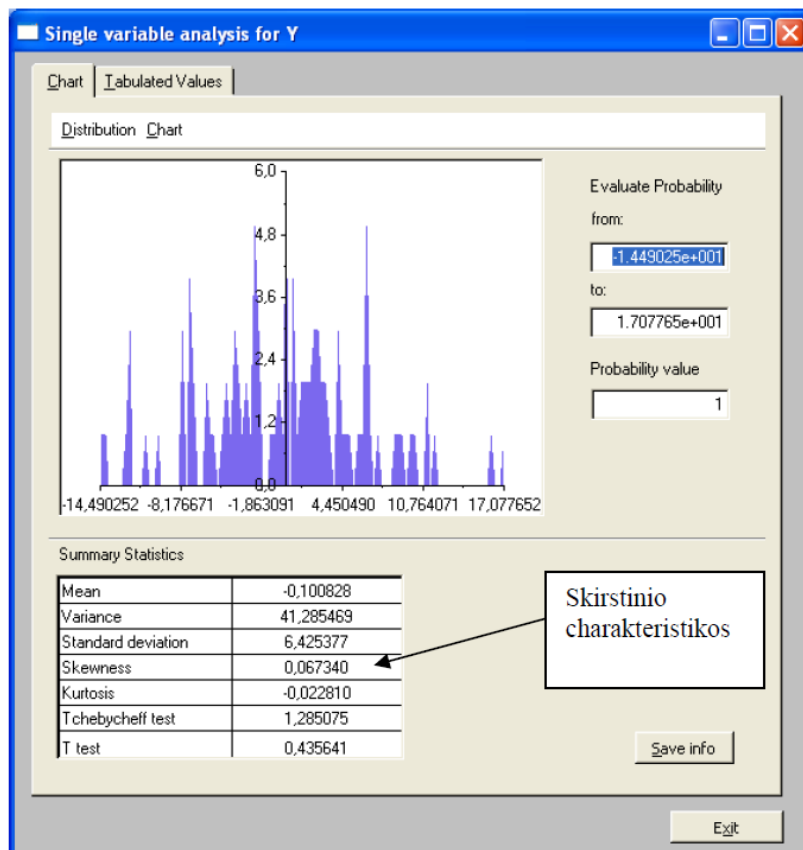 Single variable analysis for Y
Chart Tabulated Values
Distribution Chart
6,0
4,8
3,6
2,4
1,2
0,0
-14,490252 -8,176671 -1,863091 4,450490 10,764071 17,077652
Evaluate Probability
from:
-1.449025e+001
to:
1.707765e+001
Probability value
1
Summary Statistics
Mean -0,100828
Variance 41,285469
Standard deviation 6,425377
Skewness 0,067340
Kurtosis -0,022810
Tchebycheff test 1,285075
T test 0,435641
Skirstinio
charakteristikos
Save info
Exit